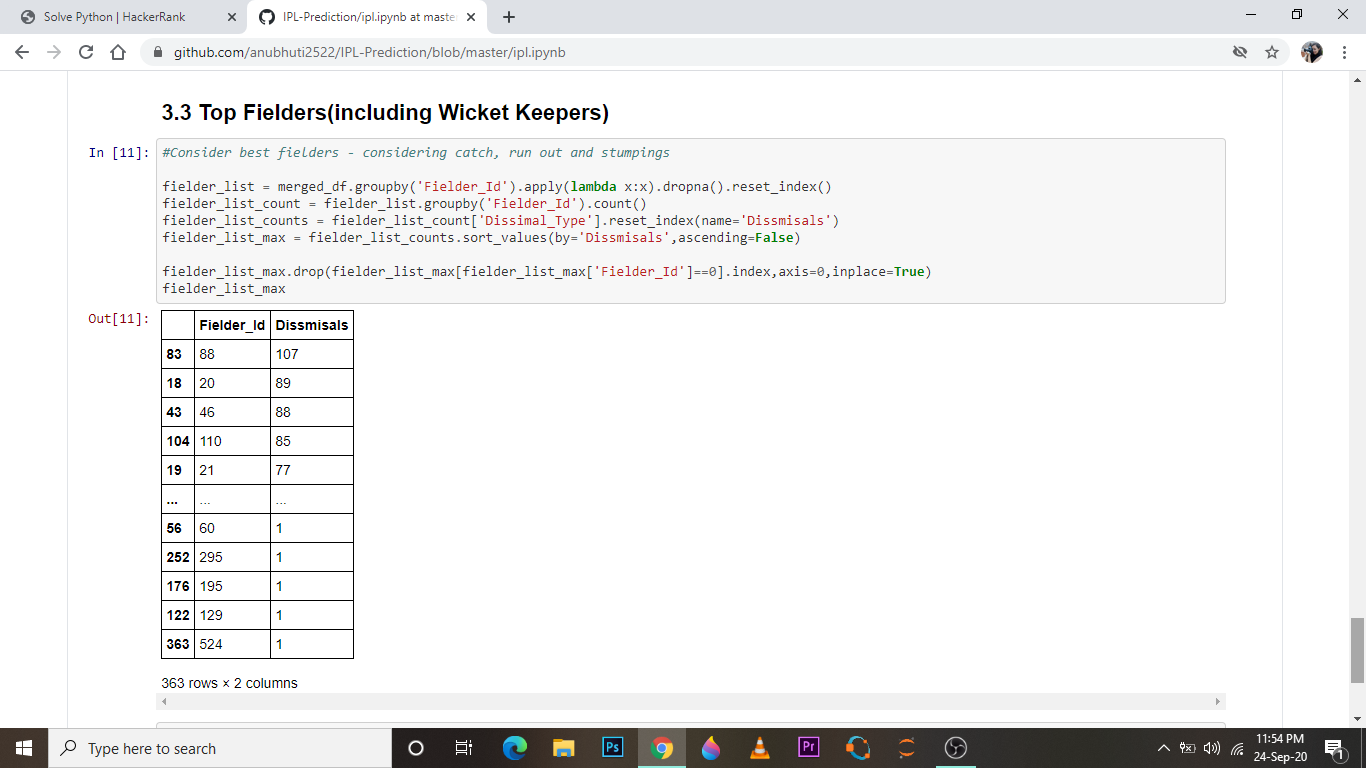 Solve Python | HackerRank
IPL-Prediction/ipl.ipynb at maste
github.com/anubhuti2522/IPL-Prediction/blob/master/ipl.ipynb
3.3 Top Fielders(including Wicket Keepers)
In [11]:
#Consider best fielders - considering catch, run out and stumpings
fielder_list = merged_df.groupby('Fielder_Id').apply(lambda x:x).dropna().reset_index()
fielder_list_count = fielder_list.groupby('Fielder_Id').count()
fielder_list_counts = fielder_list_count['Dissimal_Type'].reset_index(name='Dissmisals')
fielder_list_max = fielder_list_counts.sort_values(by='Dissmisals',ascending=False)
fielder_list_max.drop(fielder_list_max[fielder_list_max['Fielder_Id']==0].index,axis=0,inplace=True)
fielder_list_max
Out[11]:
Fielder_Id Dissmisals
83 88 107
18 20 89
43 46 88
104 110 85
19 21 77
... ... ...
56 60 1
252 295 1
176 195 1
122 129 1
363 524 1
363 rows × 2 columns
Type here to search
Ps
Pr
11:54 PM
24-Sep-20
1